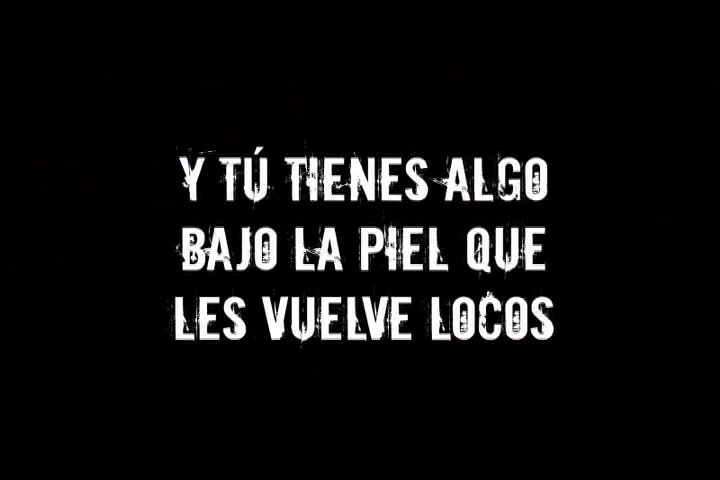 Y TÚ TIENES ALGO
BAJO LA PIEL QUE
LES VUELVE LOCOS